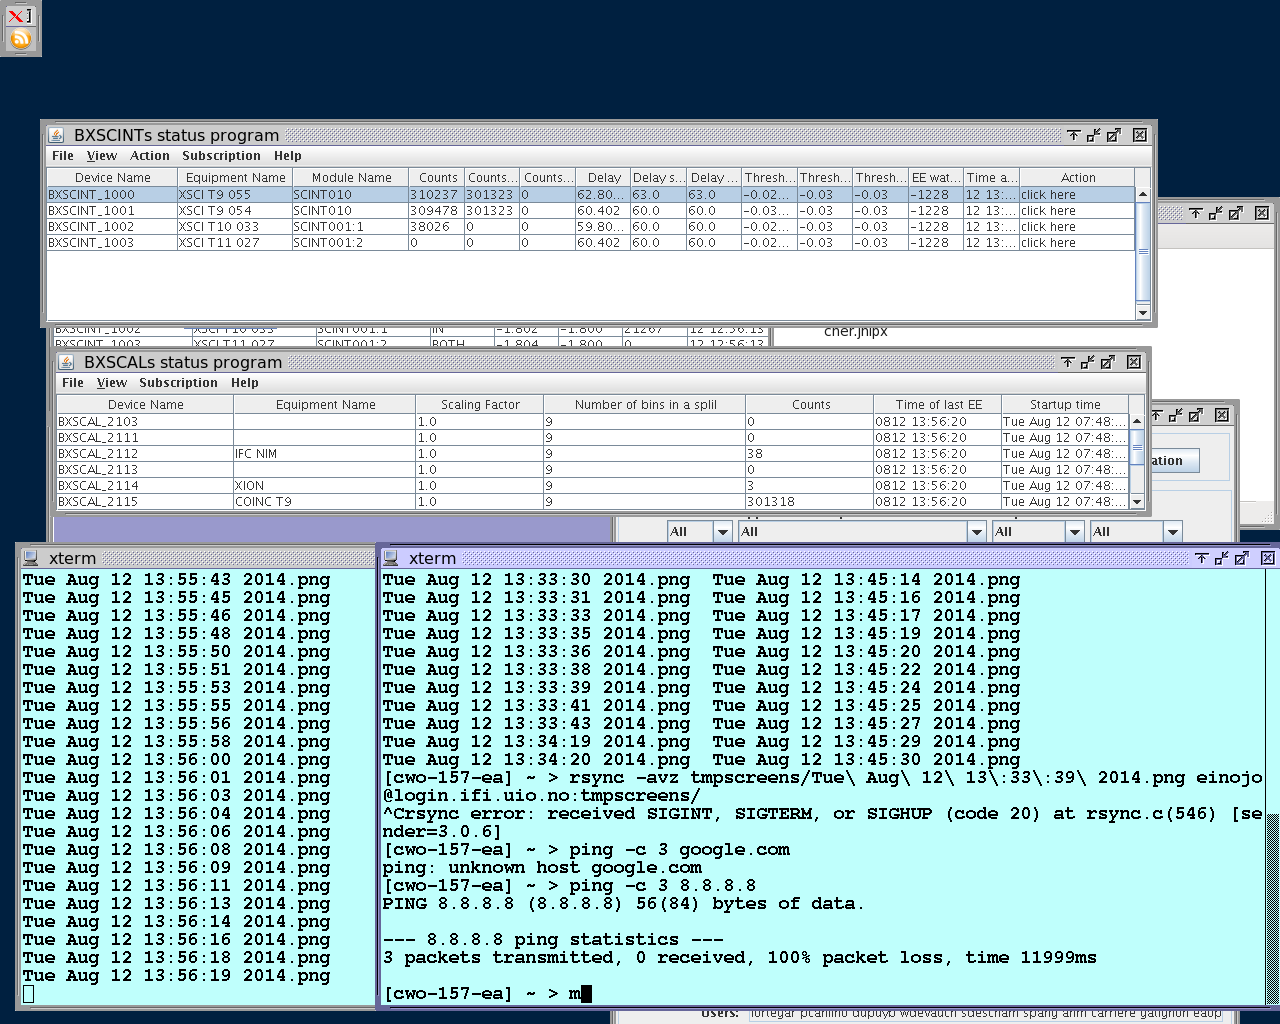 BXSCINTs status program
File View Action Subscription Help
Device Name Equipment Name Module Name Counts Counts... Counts... Delay Delay s... Delay ... Thresh... Thresh... Thresh... EE wat... Time a... Action
BXSCINT_1000 XSCI T9 055 SCINT010 310237 301323 0 62.80... 63.0 63.0 -0.02... -0.03 -0.03 -1228 12 13:... click here
BXSCINT_1001 XSCI T9 054 SCINT010 309478 301323 0 60.402 60.0 60.0 -0.03... -0.03 -0.03 -1228 12 13:... click here
BXSCINT_1002 XSCI T10 033 SCINT001:1 38026 0 0 59.80... 60.0 60.0 -0.02... -0.03 -0.03 -1228 12 13:... click here
BXSCINT_1003 XSCI T11 027 SCINT001:2 0 0 0 60.402 60.0 60.0 -0.02... -0.03 -0.03 -1228 12 13:... click here
BXSCINT_1002 XSCI T10 033 SCINT001:1 IN -1.802 -1.800 21267 12 12:56:13
cher.jnlpx
BXSCINT_1003 XSCI T11 027 SCINT001:2 BOTH -1.804 -1.800 0 12 12:56:13
BXSCALs status program
File View Subscription Help
Device Name Equipment Name Scaling Factor Number of bins in a splil Counts Time of last EE Startup time
BXSCAL_2103 1.0 9 0 0812 13:56:20 Tue Aug 12 07:48:...
BXSCAL_2111 1.0 9 0 0812 13:56:20 Tue Aug 12 07:48:...
BXSCAL_2112 IFC NIM 1.0 9 38 0812 13:56:20 Tue Aug 12 07:48:...
BXSCAL_2113 1.0 9 0 0812 13:56:20 Tue Aug 12 07:48:...
BXSCAL_2114 XION 1.0 9 3 0812 13:56:20 Tue Aug 12 07:48:...
BXSCAL_2115 COINC T9 1.0 9 301318 0812 13:56:20 Tue Aug 12 07:48:...
ation
All All All All
xterm
Tue Aug 12 13:55:43 2014.png
Tue Aug 12 13:55:45 2014.png
Tue Aug 12 13:55:46 2014.png
Tue Aug 12 13:55:48 2014.png
Tue Aug 12 13:55:50 2014.png
Tue Aug 12 13:55:51 2014.png
Tue Aug 12 13:55:53 2014.png
Tue Aug 12 13:55:55 2014.png
Tue Aug 12 13:55:56 2014.png
Tue Aug 12 13:55:58 2014.png
Tue Aug 12 13:56:00 2014.png
Tue Aug 12 13:56:01 2014.png
Tue Aug 12 13:56:03 2014.png
Tue Aug 12 13:56:04 2014.png
Tue Aug 12 13:56:06 2014.png
Tue Aug 12 13:56:08 2014.png
Tue Aug 12 13:56:09 2014.png
Tue Aug 12 13:56:11 2014.png
Tue Aug 12 13:56:13 2014.png
Tue Aug 12 13:56:14 2014.png
Tue Aug 12 13:56:16 2014.png
Tue Aug 12 13:56:18 2014.png
Tue Aug 12 13:56:19 2014.png
xterm
Tue Aug 12 13:33:30 2014.png Tue Aug 12 13:45:14 2014.png
Tue Aug 12 13:33:31 2014.png Tue Aug 12 13:45:16 2014.png
Tue Aug 12 13:33:33 2014.png Tue Aug 12 13:45:17 2014.png
Tue Aug 12 13:33:35 2014.png Tue Aug 12 13:45:19 2014.png
Tue Aug 12 13:33:36 2014.png Tue Aug 12 13:45:20 2014.png
Tue Aug 12 13:33:38 2014.png Tue Aug 12 13:45:22 2014.png
Tue Aug 12 13:33:39 2014.png Tue Aug 12 13:45:24 2014.png
Tue Aug 12 13:33:41 2014.png Tue Aug 12 13:45:25 2014.png
Tue Aug 12 13:33:43 2014.png Tue Aug 12 13:45:27 2014.png
Tue Aug 12 13:34:19 2014.png Tue Aug 12 13:45:29 2014.png
Tue Aug 12 13:34:20 2014.png Tue Aug 12 13:45:30 2014.png
[cwo-157-ea] ~ > rsync -avz tmpscreens/Tue\ Aug\ 12\ 13\:33\:39\ 2014.png einojo
@login.ifi.uio.no:tmpscreens/
^Crsync error: received SIGINT, SIGTERM, or SIGHUP (code 20) at rsync.c(546) [se
nder=3.0.6]
[cwo-157-ea] ~ > ping -c 3 google.com
ping: unknown host google.com
[cwo-157-ea] ~ > ping -c 3 8.8.8.8
PING 8.8.8.8 (8.8.8.8) 56(84) bytes of data.
--- 8.8.8.8 ping statistics ---
3 packets transmitted, 0 received, 100% packet loss, time 11999ms
[cwo-157-ea] ~ > m
Users: